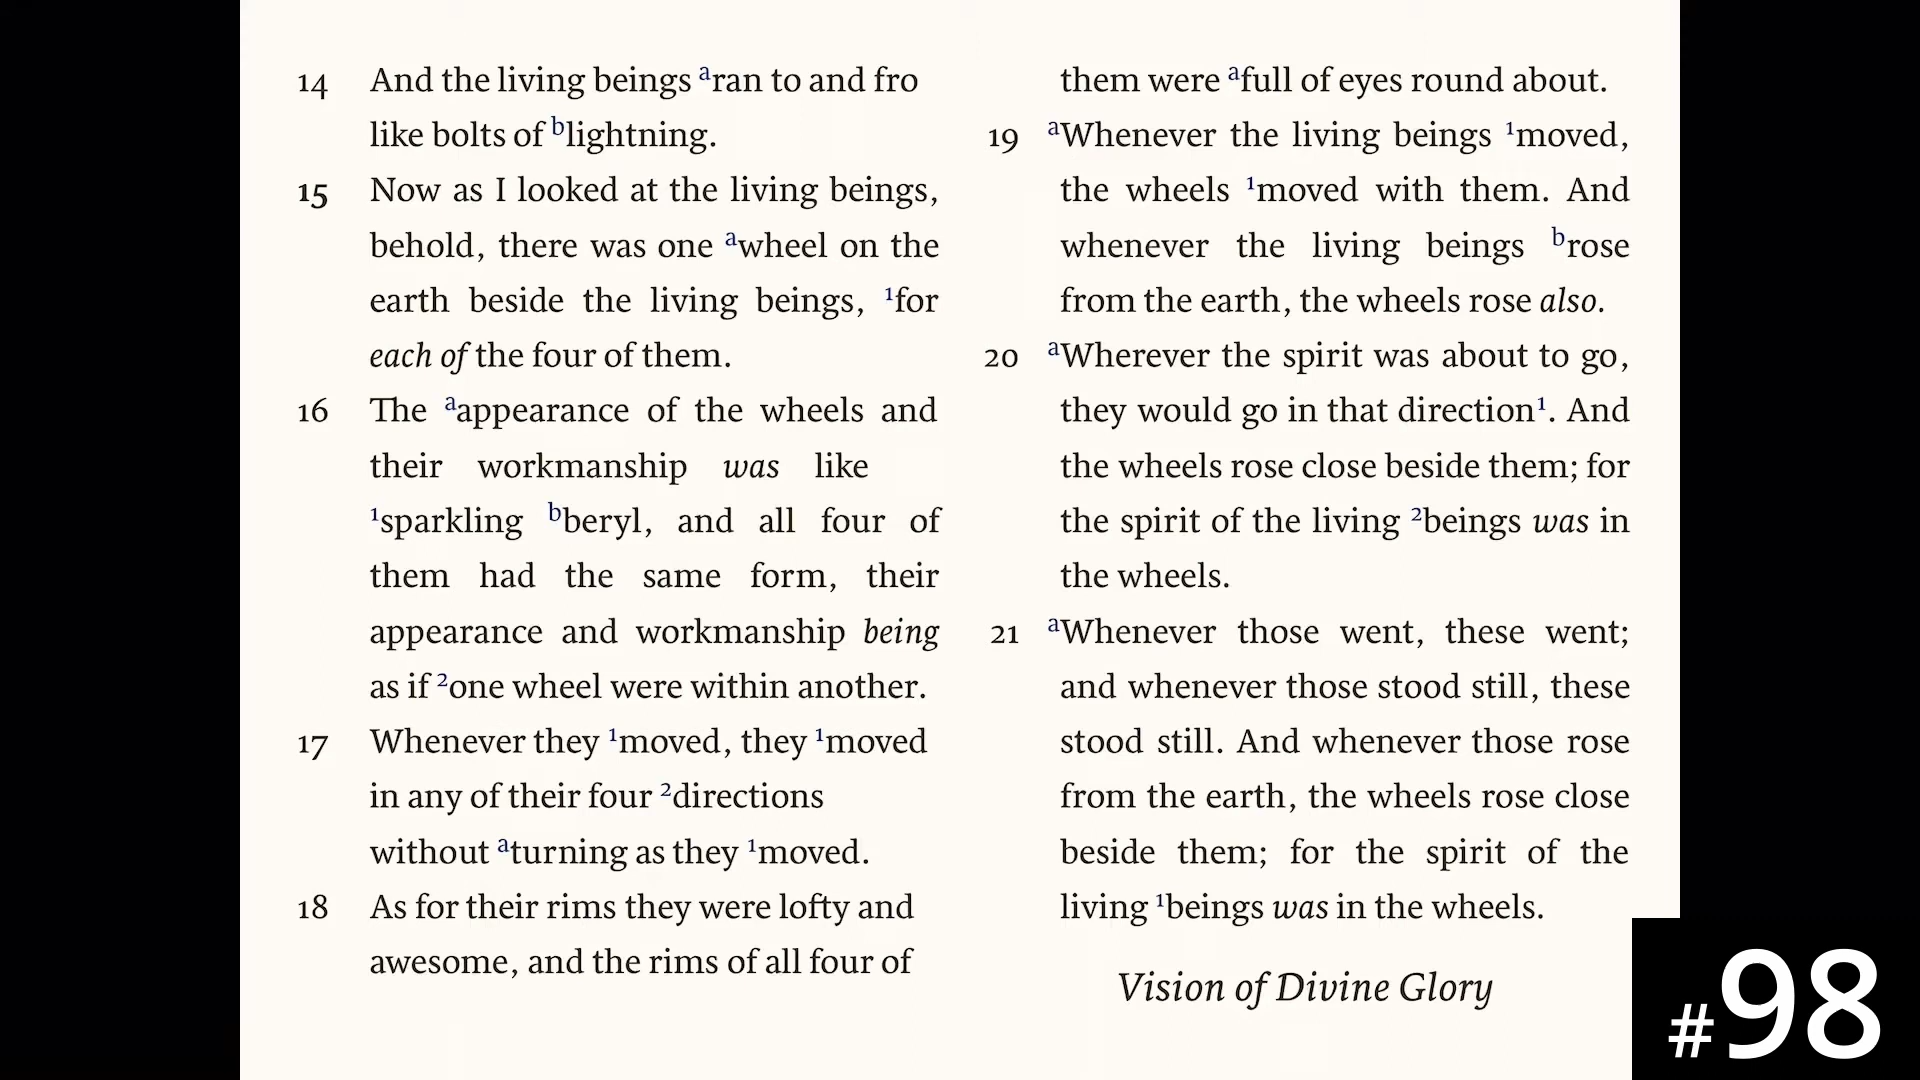 14 And the living beings ᵃran to and fro
like bolts of ᵇlightning.
15 Now as I looked at the living beings,
behold, there was one ᵃwheel on the
earth beside the living beings, ¹for
each of the four of them.
16 The ᵃappearance of the wheels and
their workmanship was like
¹sparkling ᵇberyl, and all four of
them had the same form, their
appearance and workmanship being
as if ²one wheel were within another.
17 Whenever they ¹moved, they ¹moved
in any of their four ²directions
without ᵃturning as they ¹moved.
18 As for their rims they were lofty and
awesome, and the rims of all four of
them were ᵃfull of eyes round about.
19 ᵃWhenever the living beings ¹moved,
the wheels ¹moved with them. And
whenever the living beings ᵇrose
from the earth, the wheels rose also.
20 ᵃWherever the spirit was about to go,
they would go in that direction¹. And
the wheels rose close beside them; for
the spirit of the living ²beings was in
the wheels.
21 ᵃWhenever those went, these went;
and whenever those stood still, these
stood still. And whenever those rose
from the earth, the wheels rose close
beside them; for the spirit of the
living ¹beings was in the wheels.
Vision of Divine Glory
#98